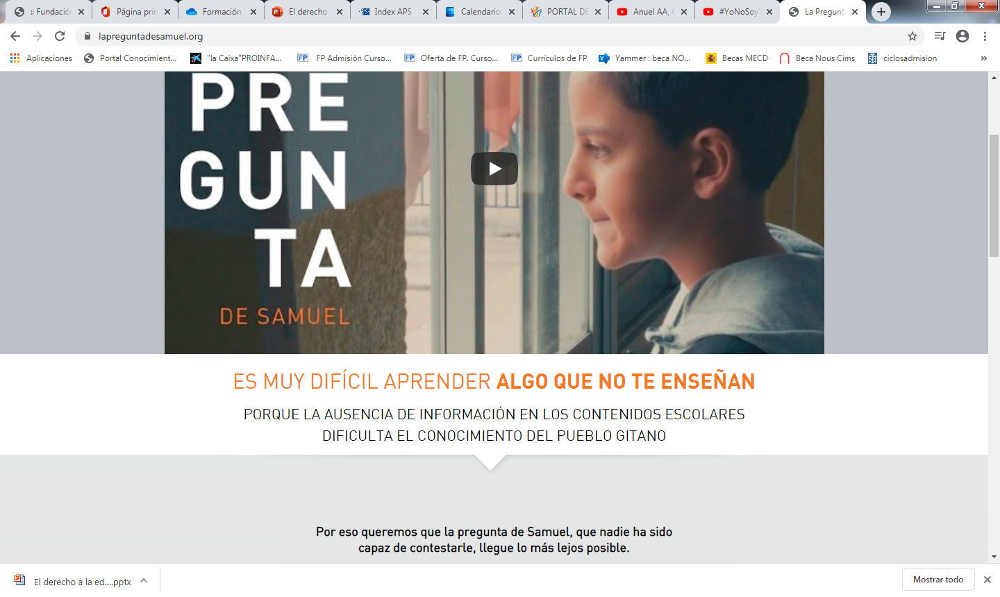 :: Fundación
Página prin
Formación
El derecho
Index APS
Calendario
PORTAL DE
Anuel AA,
#YoNoSoy
La Pregunt
lapreguntadesamuel.org
Aplicaciones
Portal Conocimient...
"la Caixa"PROINFA...
FP Admisión Curso...
Oferta de FP. Curso...
Currículos de FP
Yammer : beca NO...
Becas MECD
Beca Nous Cims
ciclosadmision
»
PRE
GUN
TA
DE SAMUEL
ES MUY DIFÍCIL APRENDER ALGO QUE NO TE ENSEÑAN
PORQUE LA AUSENCIA DE INFORMACIÓN EN LOS CONTENIDOS ESCOLARES
DIFICULTA EL CONOCIMIENTO DEL PUEBLO GITANO
Por eso queremos que la pregunta de Samuel, que nadie ha sido
capaz de contestarle, llegue lo más lejos posible.
El derecho a la ed....pptx
Mostrar todo